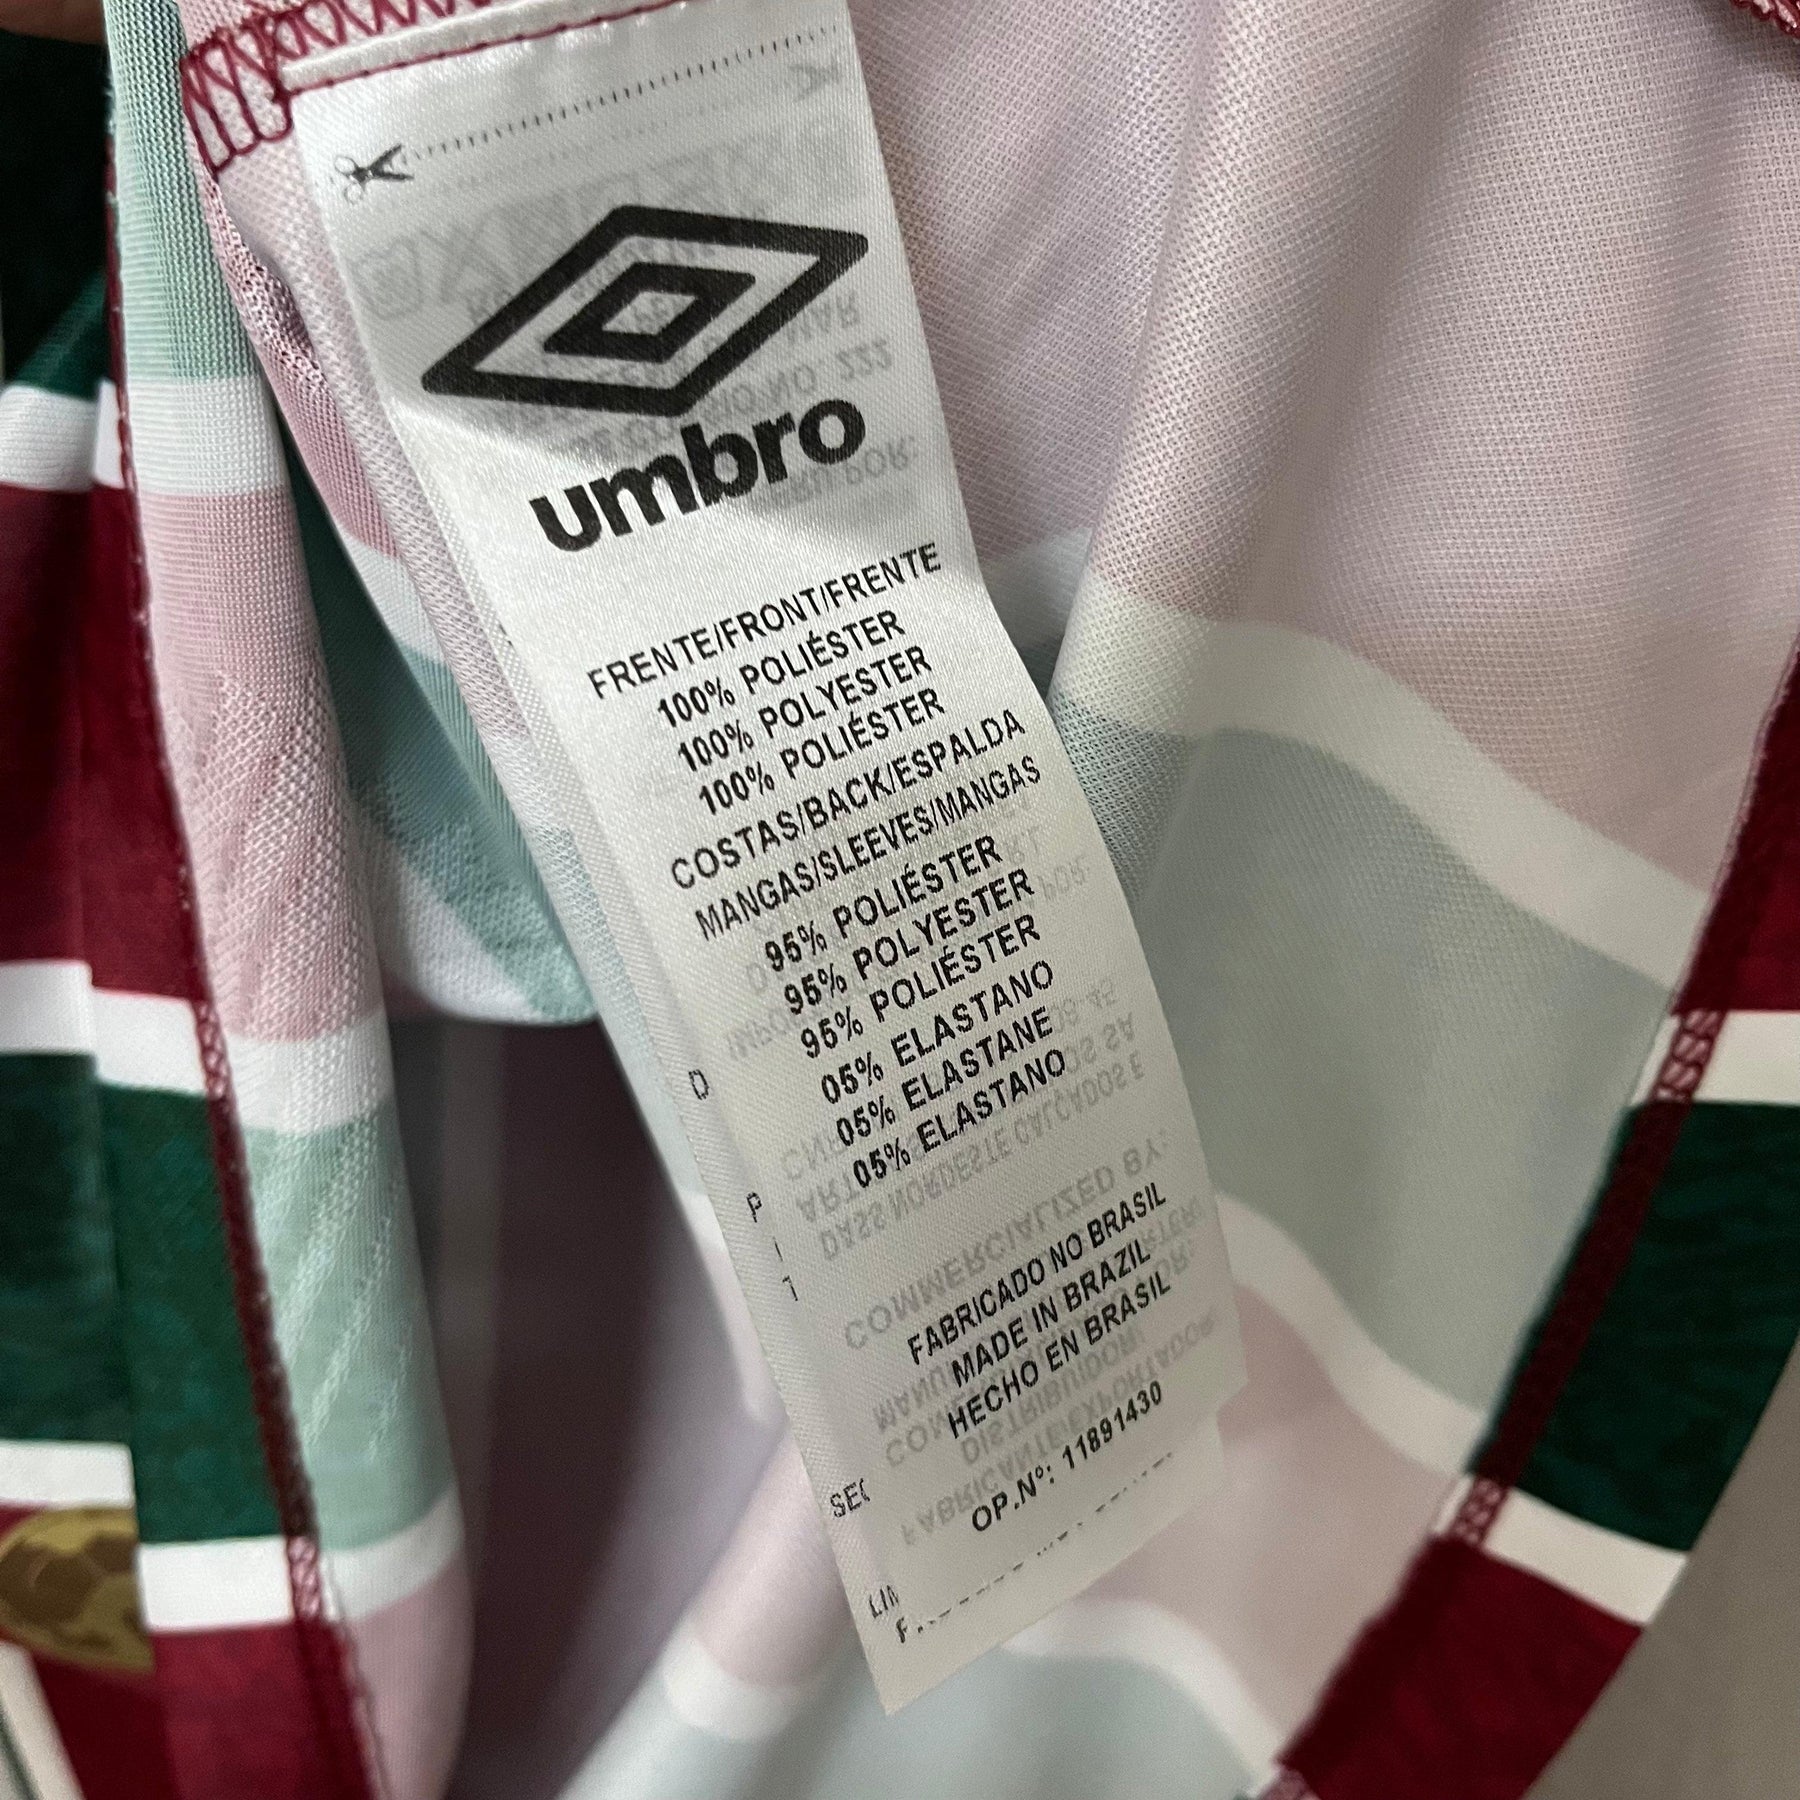 umbro
FRENTE/FRONT/FRENTE
100% POLIÉSTER
100% POLYESTER
100% POLIÉSTER
COSTAS/BACK/ESPALDA
MANGAS/SLEEVES/MANGAS
95% POLIÉSTER
95% POLYESTER
95% POLIÉSTER
05% ELASTANO
05% ELASTANE
05% ELASTANO
FABRICADO NO BRASIL
MADE IN BRAZIL
HECHO EN BRASIL
OP.Nº: 11891430